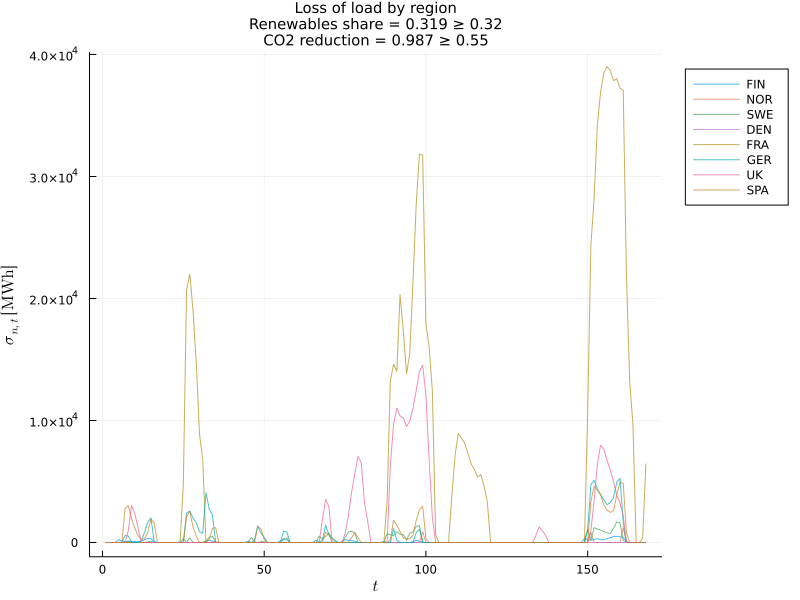 Loss of load by region
Renewables share = 0.319 ≥ 0.32
CO2 reduction = 0.987 ≥ 0.55
4.0×10⁴
3.0×10⁴
2.0×10⁴
1.0×10⁴
0
σₙ,ₜ [MWh]
0 50 100 150
t
FIN
NOR
SWE
DEN
FRA
GER
UK
SPA